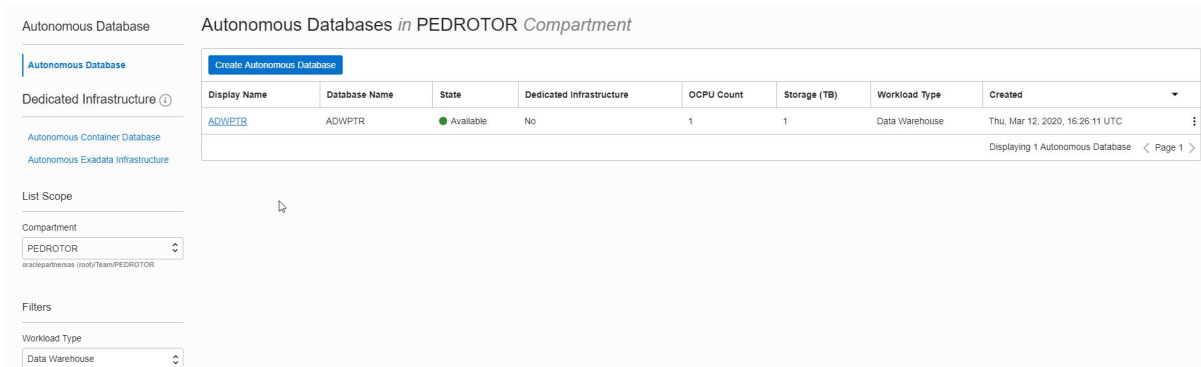 Autonomous Database
Autonomous Database
Dedicated Infrastructure i
Autonomous Container Database
Autonomous Exadata Infrastructure
List Scope
Compartment
PEDROTOR
oraclepartnersas (root)/Team/PEDROTOR
Filters
Workload Type
Data Warehouse
Autonomous Databases in PEDROTOR Compartment
Create Autonomous Database
Display Name Database Name State Dedicated Infrastructure OCPU Count Storage (TB) Workload Type Created
ADWPTR ADWPTR Available No 1 1 Data Warehouse Thu, Mar 12, 2020, 16:26:11 UTC
Displaying 1 Autonomous Database < Page 1 >